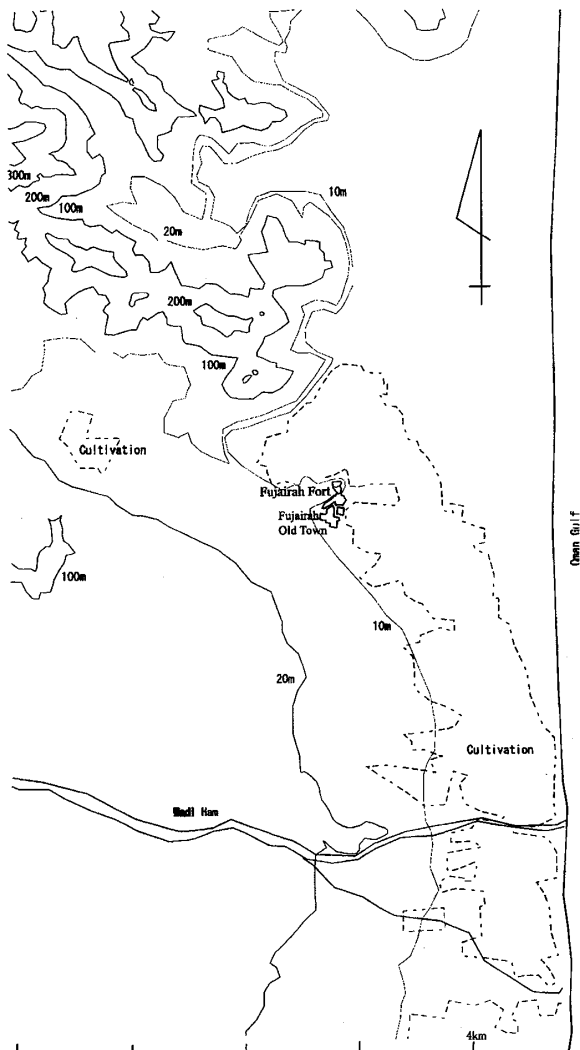 10m
300m
200m
100m
20m
200m
100m
Cultivation
Fujairah Fort
Fujairah
Old Town
Oman Gulf
100m
10m
20m
Cultivation
Wadi Ham
4km